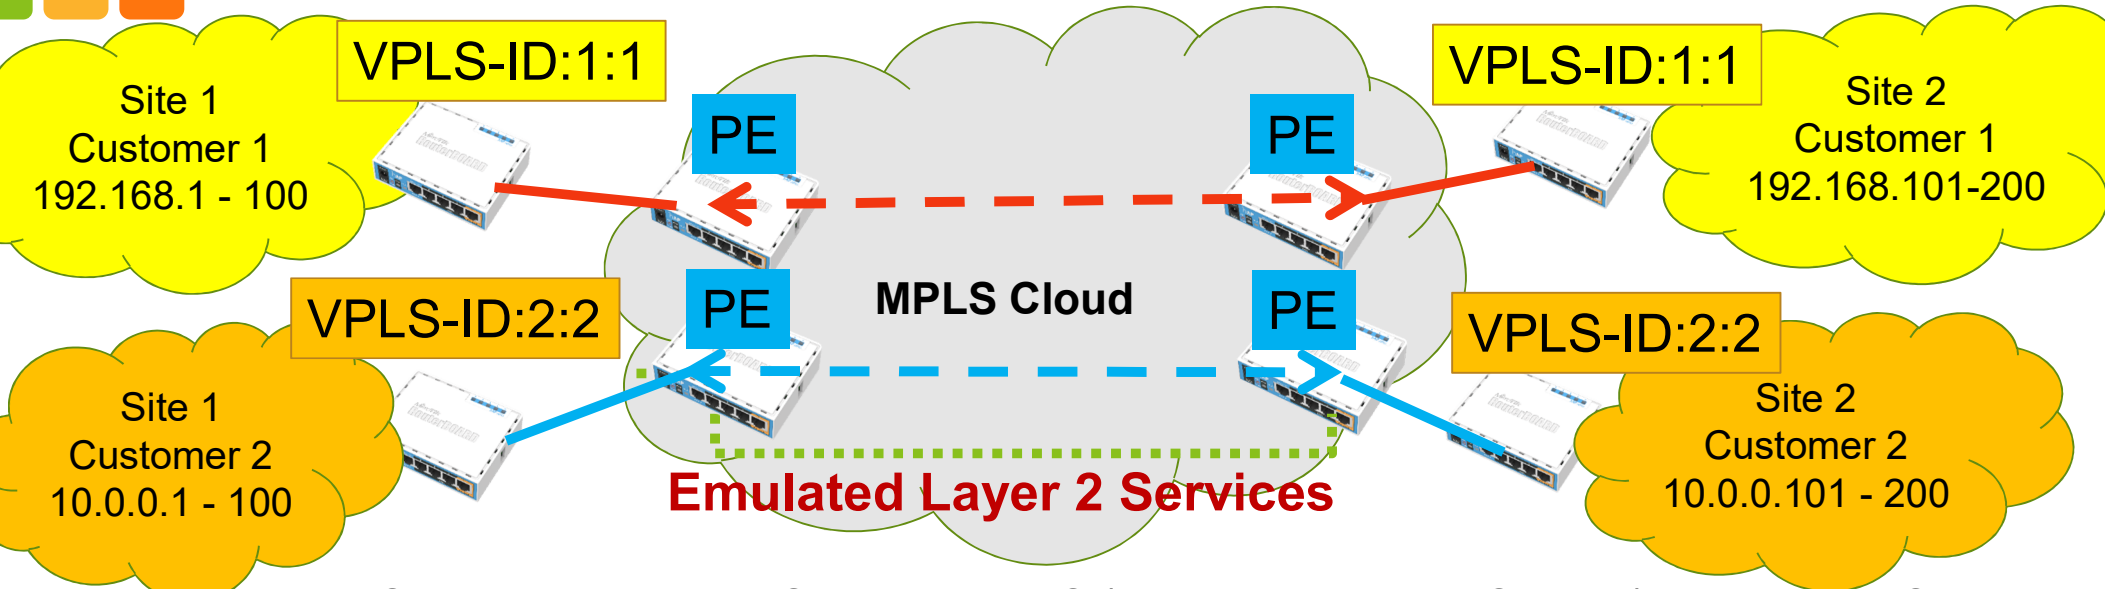 VPLS-ID:1:1
VPLS-ID:1:1
Site 1
Customer 1
192.168.1 - 100
PE
PE
Site 2
Customer 1
192.168.101-200
MPLS Cloud
VPLS-ID:2:2
PE
PE
VPLS-ID:2:2
Site 1
Customer 2
10.0.0.1 - 100
Site 2
Customer 2
10.0.0.101 - 200
Emulated Layer 2 Services